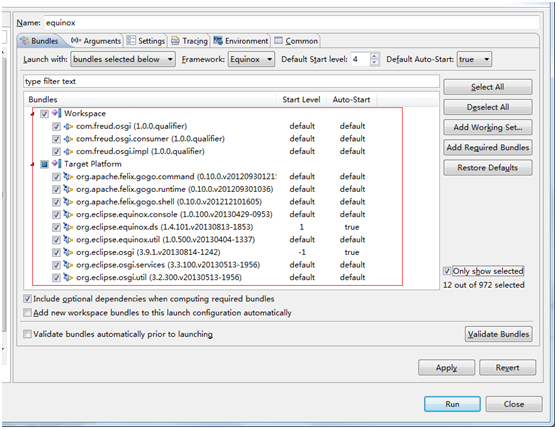 Name: equinox
Bundles Arguments Settings Tracing Environment Common
Launch with: bundles selected below Framework: Equinox Default Start level: 4 Default Auto-Start: true
type filter text
Select All
Bundles Start Level Auto-Start
Deselect All
Workspace
com.freud.osgi (1.0.0.qualifier) default default
Add Working Set...
com.freud.osgi.consumer (1.0.0.qualifier) default default
Add Required Bundles
com.freud.osgi.impl (1.0.0.qualifier) default default
Target Platform
Restore Defaults
org.apache.felix.gogo.command (0.10.0.v20120930121 default default
org.apache.felix.gogo.runtime (0.10.0.v201209301036) default default
org.apache.felix.gogo.shell (0.10.0.v201212101605) default default
org.eclipse.equinox.console (1.0.100.v20130429-0953) default default
org.eclipse.equinox.ds (1.4.101.v20130813-1853) 1 true
org.eclipse.equinox.util (1.0.500.v20130404-1337) default default
org.eclipse.osgi (3.9.1.v20130814-1242) -1 true
org.eclipse.osgi.services (3.3.100.v20130513-1956) default default
Only show selected
org.eclipse.osgi.util (3.2.300.v20130513-1956) default default
12 out of 972 selected
Include optional dependencies when computing required bundles
Add new workspace bundles to this launch configuration automatically
Validate bundles automatically prior to launching
Validate Bundles
Apply Revert
Run Close